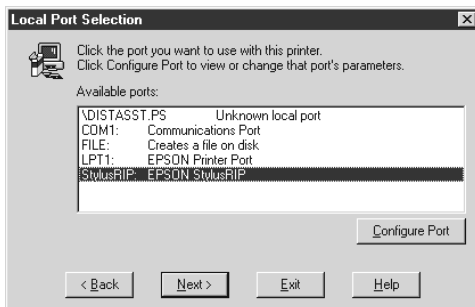 Local Port Selection
Click the port you want to use with this printer.
Click Configure Port to view or change that port's parameters.
Available ports:
\DISTASST.PS Unknown local port
COM1: Communications Port
FILE: Creates a file on disk
LPT1: EPSON Printer Port
StylusRIP: EPSON StylusRIP
Configure Port
< Back Next > Exit Help